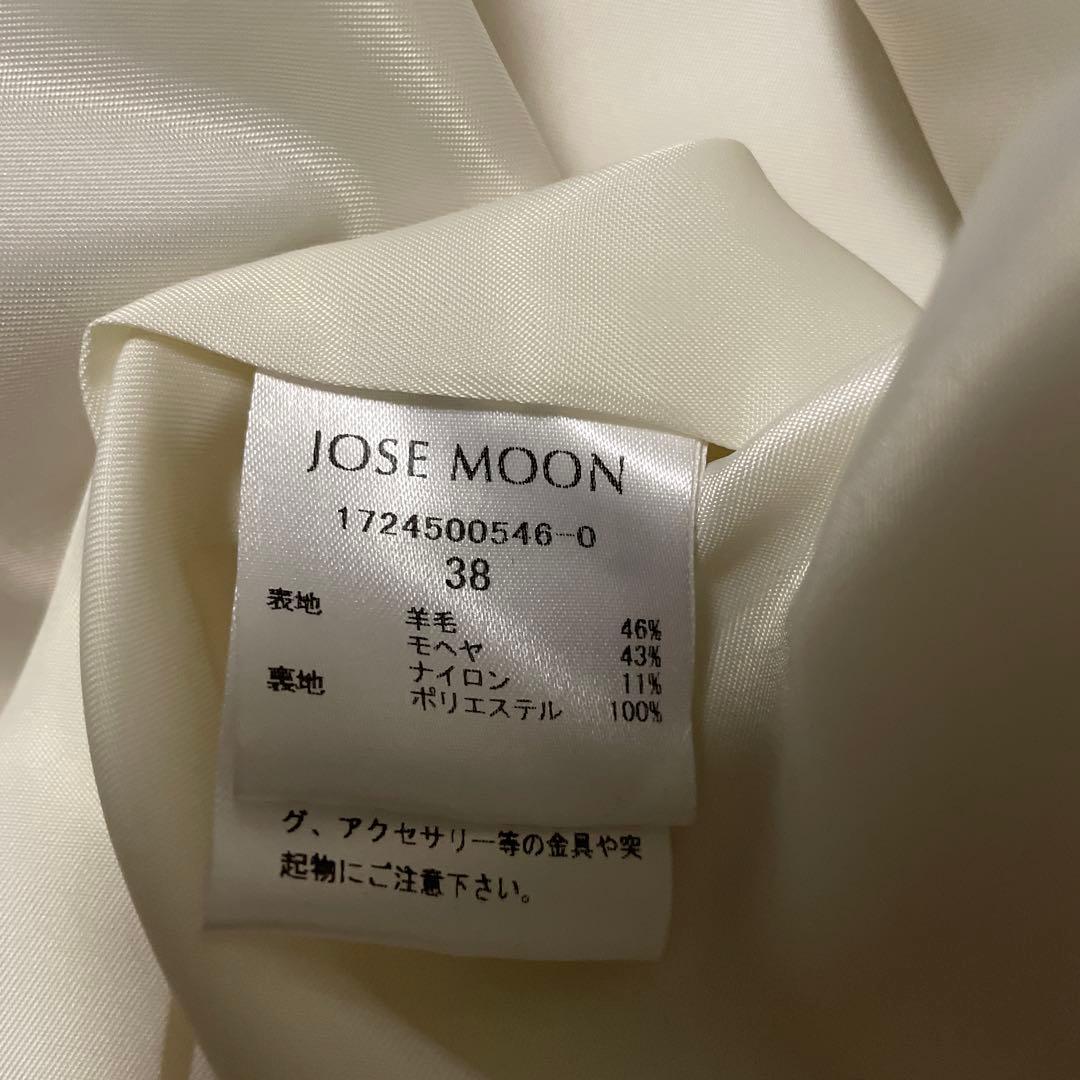 JOSE MOON
1724500546-0
38
表地 羊毛 46%
モヘヤ 43%
ナイロン 11%
裏地 ポリエステル 100%
グ、アクセサリー等の金具や突
起物にご注意下さい。